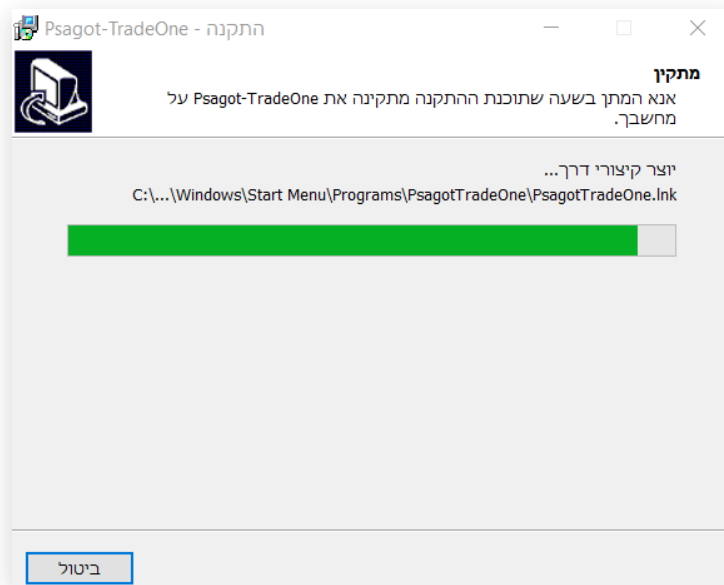 Psagot-TradeOne - התקנה
מתקין
אנא המתן בשעה שתוכנת ההתקנה מתקינה את Psagot-TradeOne על
מחשבך.
יוצר קיצורי דרך...
C:\...\Windows\Start Menu\Programs\PsagotTradeOne\PsagotTradeOne.lnk
ביטול